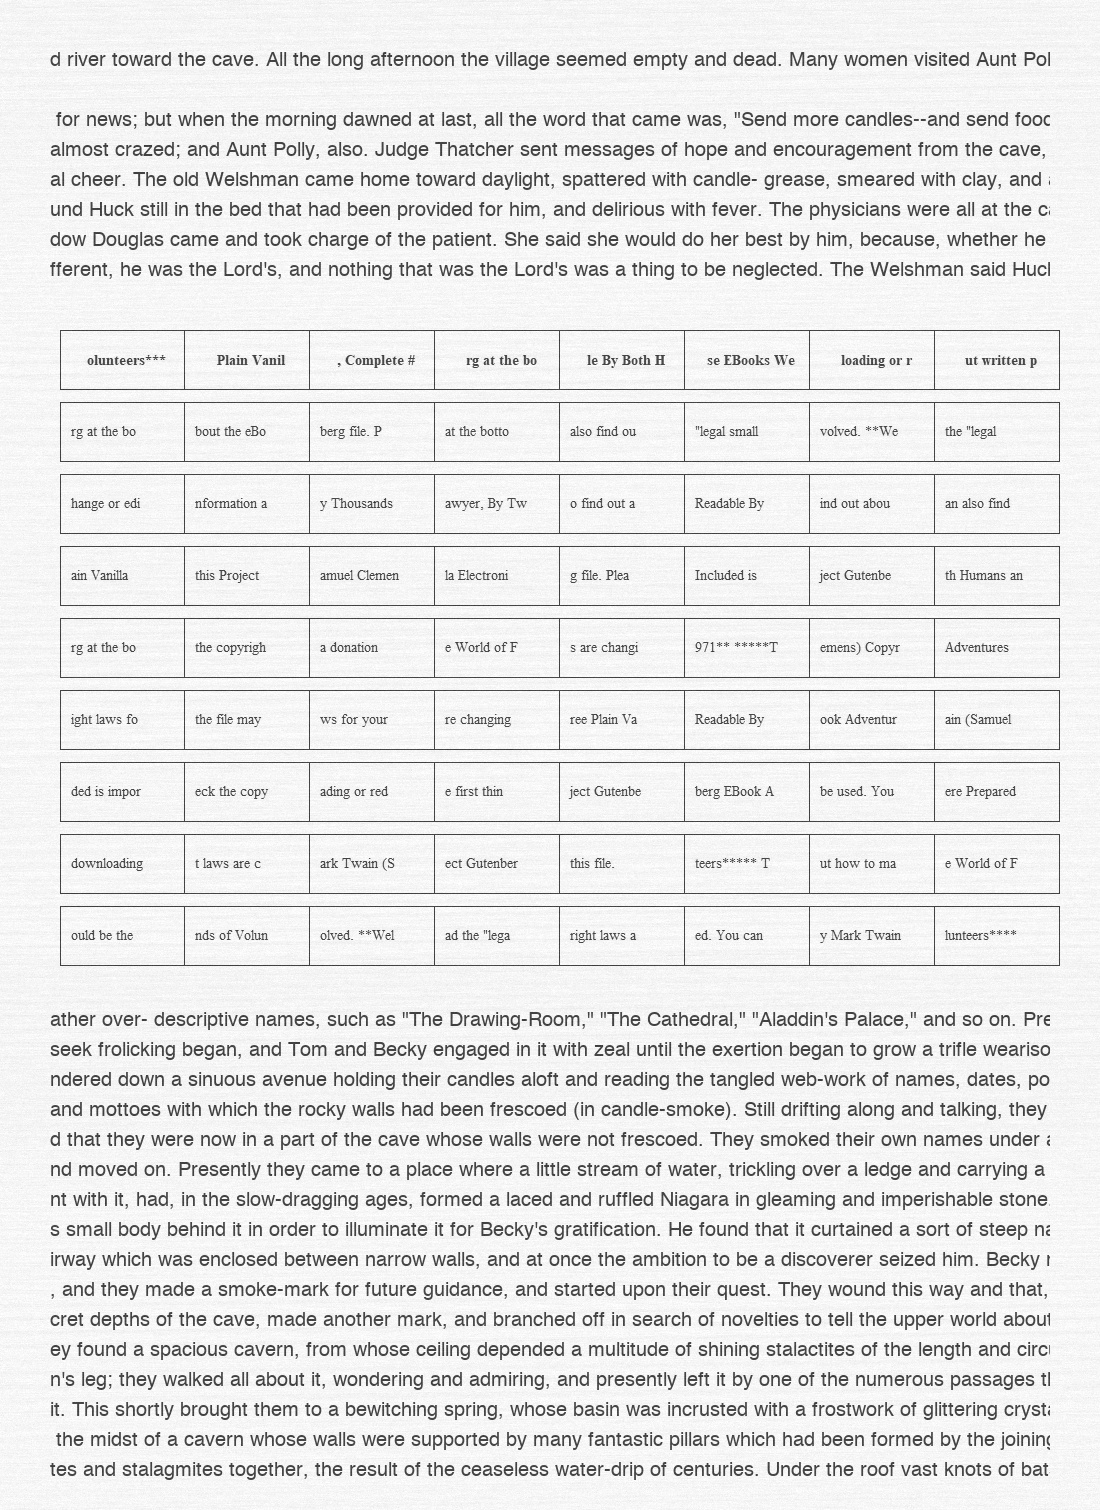 d river toward the cave. All the long afternoon the village seemed empty and dead. Many women visited Aunt Pol
for news; but when the morning dawned at last, all the word that came was, "Send more candles--and send food
almost crazed; and Aunt Polly, also. Judge Thatcher sent messages of hope and encouragement from the cave,
al cheer. The old Welshman came home toward daylight, spattered with candle- grease, smeared with clay, and
und Huck still in the bed that had been provided for him, and delirious with fever. The physicians were all at the
dow Douglas came and took charge of the patient. She said she would do her best by him, because, whether he
fferent, he was the Lord's, and nothing that was the Lord's was a thing to be neglected. The Welshman said Huck
olunteers*** Plain Vanil , Complete # rg at the bo le By Both H se EBooks We loading or r ut written p
rg at the bo bout the eBo berg file. P at the botto also find ou "legal small volved. **We the "legal
hange or edi nformation a y Thousands awyer, By Tw o find out a Readable By ind out abou an also find
ain Vanilla this Project amuel Clemen la Electroni g file. Plea Included is ject Gutenbe th Humans an
rg at the bo the copyrigh a donation e World of F s are changi 971** *****T emens) Copyr Adventures
ight laws fo the file may ws for your re changing ree Plain Va Readable By ook Adventur ain (Samuel
ded is impor eck the copy ading or red e first thin ject Gutenbe berg EBook A be used. You ere Prepared
downloading t laws are c ark Twain (S ect Gutenber this file. teers***** T ut how to ma e World of F
ould be the nds of Volun olved. **Wel ad the "lega right laws a ed. You can y Mark Twain lunteers****
ather over- descriptive names, such as "The Drawing-Room," "The Cathedral," "Aladdin's Palace," and so on. Pre
seek frolicking began, and Tom and Becky engaged in it with zeal until the exertion began to grow a trifle weariso
ndered down a sinuous avenue holding their candles aloft and reading the tangled web-work of names, dates, po
and mottoes with which the rocky walls had been frescoed (in candle-smoke). Still drifting along and talking, they
d that they were now in a part of the cave whose walls were not frescoed. They smoked their own names under
nd moved on. Presently they came to a place where a little stream of water, trickling over a ledge and carrying a
nt with it, had, in the slow-dragging ages, formed a laced and ruffled Niagara in gleaming and imperishable stone.
s small body behind it in order to illuminate it for Becky's gratification. He found that it curtained a sort of steep na
irway which was enclosed between narrow walls, and at once the ambition to be a discoverer seized him. Becky
, and they made a smoke-mark for future guidance, and started upon their quest. They wound this way and that,
cret depths of the cave, made another mark, and branched off in search of novelties to tell the upper world about
ey found a spacious cavern, from whose ceiling depended a multitude of shining stalactites of the length and circu
n's leg; they walked all about it, wondering and admiring, and presently left it by one of the numerous passages
it. This shortly brought them to a bewitching spring, whose basin was incrusted with a frostwork of glittering crysta
the midst of a cavern whose walls were supported by many fantastic pillars which had been formed by the joining
tes and stalagmites together, the result of the ceaseless water-drip of centuries. Under the roof vast knots of bat